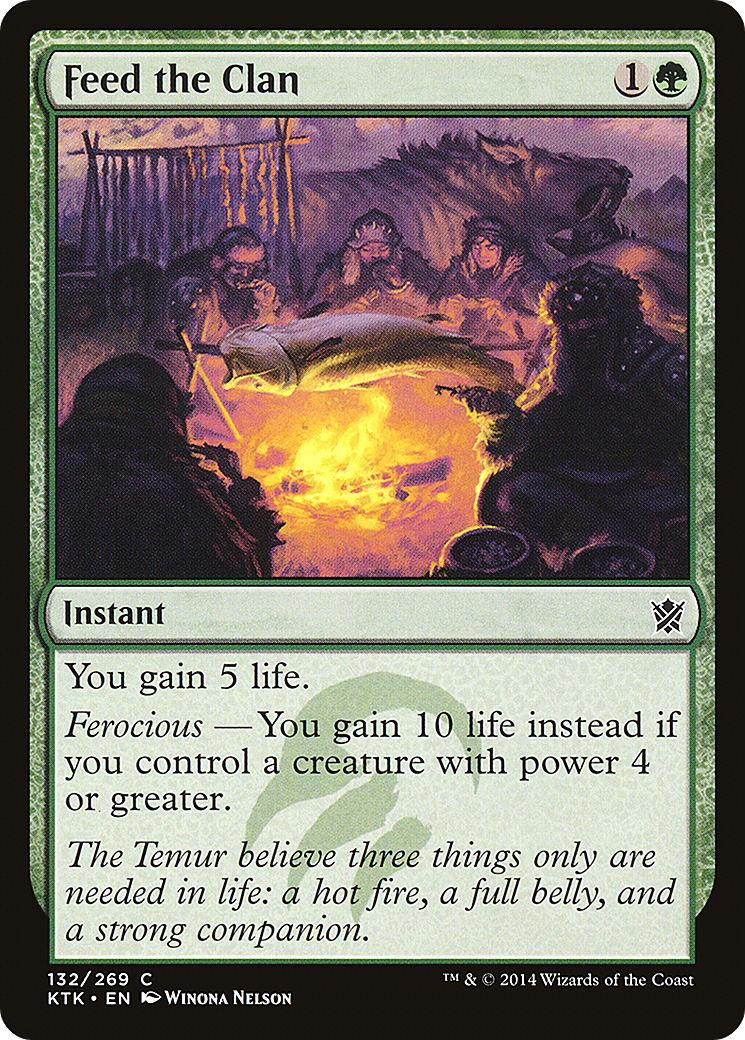 Feed the Clan
1
Instant
You gain 5 life.
Ferocious — You gain 10 life instead if
you control a creature with power 4
or greater.
The Temur believe three things only are
needed in life: a hot fire, a full belly, and
a strong companion.
132/269 C
™ & © 2014 Wizards of the Coast
KTK • EN Winona Nelson